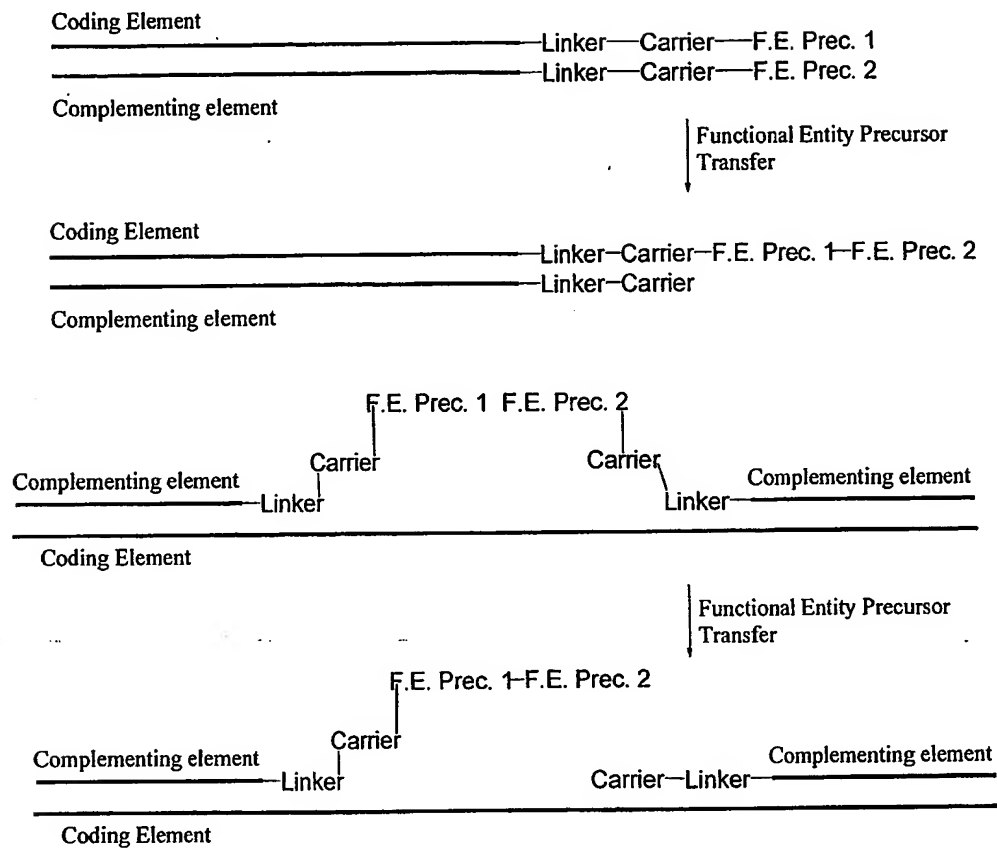 Coding Element
Linker—Carrier—F.E. Prec. 1
Linker—Carrier—F.E. Prec. 2
Complementing element
Functional Entity Precursor
Transfer
Coding Element
Linker–Carrier–F.E. Prec. 1–F.E. Prec. 2
Linker–Carrier
Complementing element
F.E. Prec. 1 F.E. Prec. 2
Carrier Carrier
Complementing element Complementing element
Linker Linker
Coding Element
Functional Entity Precursor
Transfer
F.E. Prec. 1–F.E. Prec. 2
Carrier
Complementing element Complementing element
Linker Carrier–Linker
Coding Element